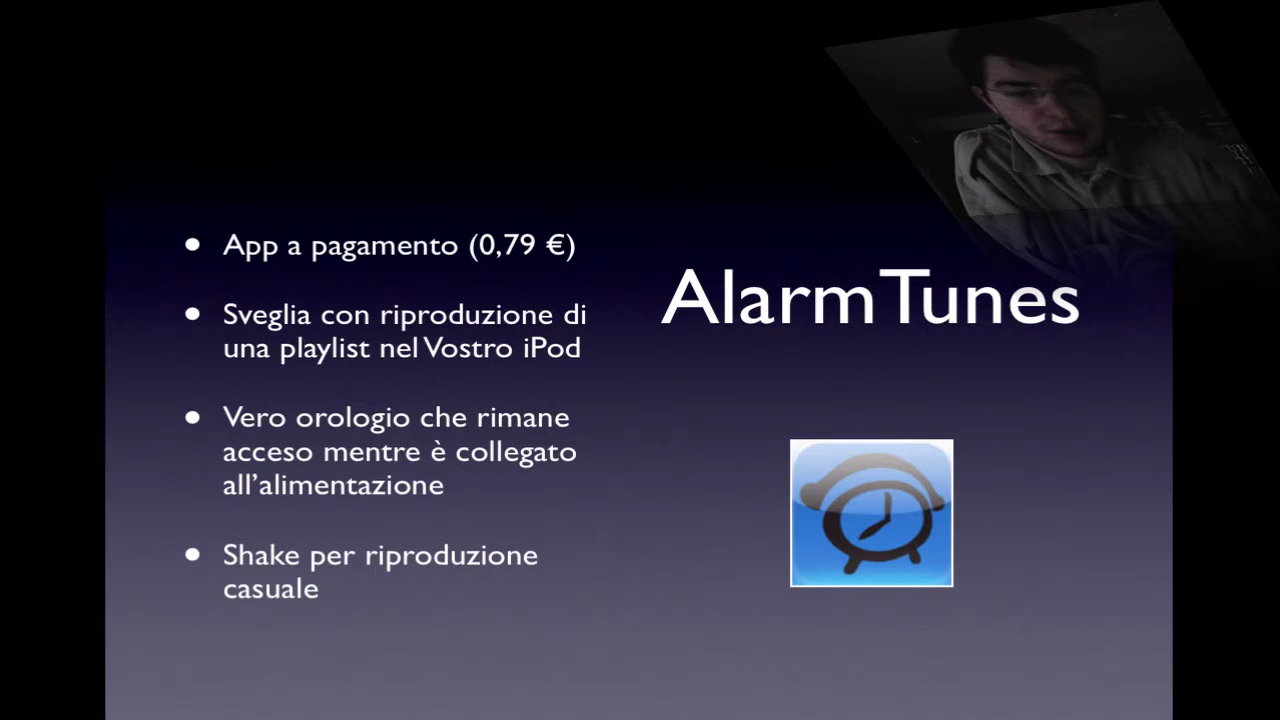 App a pagamento (0,79 €)
Sveglia con riproduzione di
una playlist nel Vostro iPod
Vero orologio che rimane
acceso mentre è collegato
all’alimentazione
Shake per riproduzione
casuale
AlarmTunes